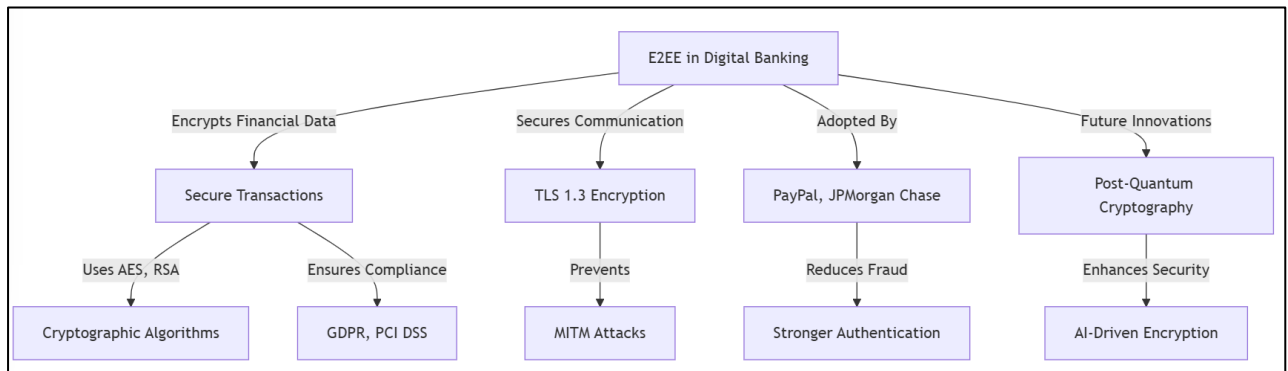 E2EE in Digital Banking
Encrypts Financial Data
Secures Communication
Adopted By
Future Innovations
Secure Transactions
TLS 1.3 Encryption
PayPal, JPMorgan Chase
Post-Quantum
Cryptography
Uses AES, RSA
Ensures Compliance
Prevents
Reduces Fraud
Enhances Security
Cryptographic Algorithms
GDPR, PCI DSS
MITM Attacks
Stronger Authentication
AI-Driven Encryption